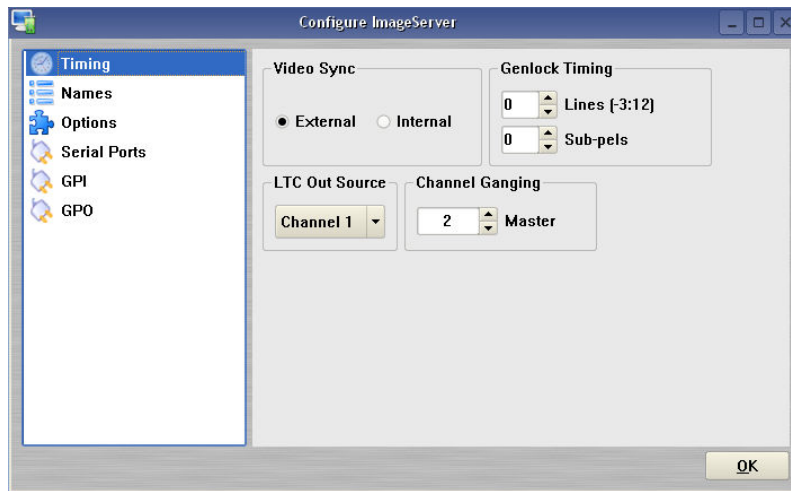 Configure ImageServer
Timing
Names
Options
Serial Ports
GPI
GPO
Video Sync
External
Internal
Genlock Timing
0 Lines (-3:12)
0 Sub-pels
LTC Out Source
Channel 1
Channel Ganging
2 Master
OK